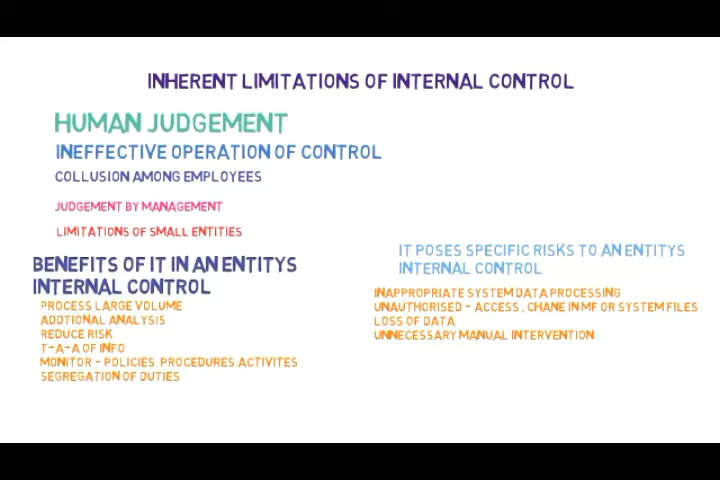 INHERENT LIMITATIONS OF INTERNAL CONTROL
HUMAN JUDGEMENT
INEFFECTIVE OPERATION OF CONTROL
COLLUSION AMONG EMPLOYEES
JUDGEMENT BY MANAGEMENT
LIMITATIONS OF SMALL ENTITIES
BENEFITS OF IT IN AN ENTITYS
INTERNAL CONTROL
PROCESS LARGE VOLUME
ADDTIONAL ANALYSIS
REDUCE RISK
T-A-A OF INFO
MONITOR - POLICIES, PROCEDURES,ACTIVITES
SEGREGATION OF DUTIES
IT POSES SPECIFIC RISKS TO AN ENTITYS
INTERNAL CONTROL
INAPPROPRIATE SYSTEM DATA PROCESSING
UNAUTHORISED - ACCESS, CHANE IN MF OR SYSTEM FILES
LOSS OF DATA
UNNECESSARY MANUAL INTERVENTION